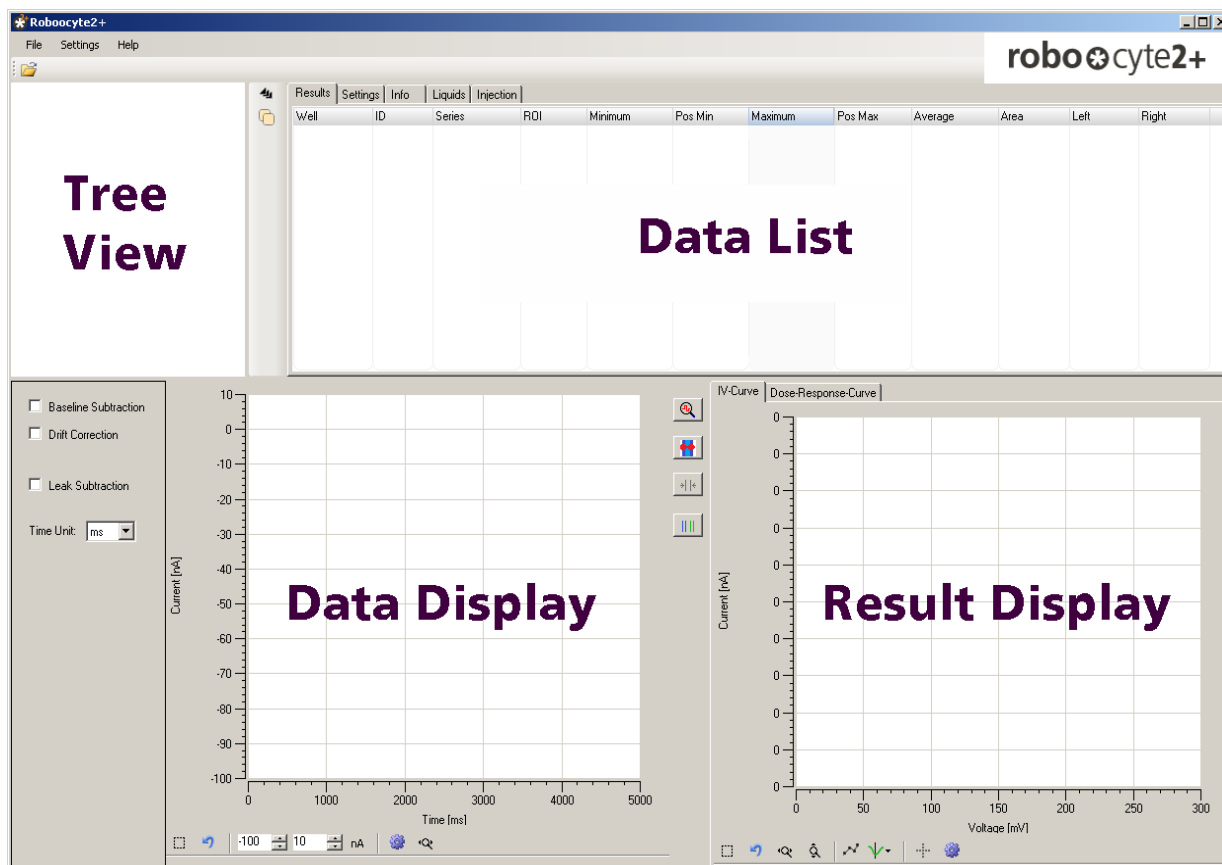 Roboocyte2+
File Settings Help
roboocyte2+
Results Settings Info Liquids Injection
Well ID Series ROI Minimum Pos Min Maximum Pos Max Average Area Left Right
Tree
View
Data List
Baseline Subtraction
Drift Correction
Leak Subtraction
Time Unit: ms
10
0
-10
-20
-30
-40
-50
-60
-70
-80
-90
-100
Current [nA]
Data Display
0 1000 2000 3000 4000 5000
Time [ms]
-100 10 nA
IV-Curve Dose-Response-Curve
0
0
0
0
0
0
0
0
0
0
0
Current [nA]
Result Display
0 50 100 150 200 250 300
Voltage [mV]